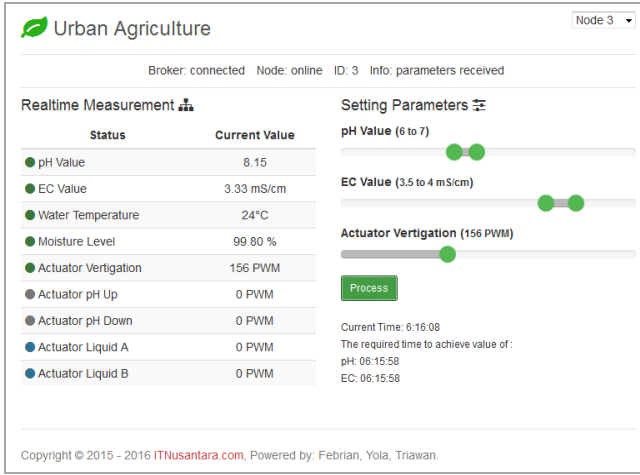 Urban Agriculture
Node 3
Broker: connected Node: online ID: 3 Info: parameters received
Realtime Measurement
Status Current Value
pH Value 8.15
EC Value 3.33 mS/cm
Water Temperature 24°C
Moisture Level 99.80 %
Actuator Vertigation 156 PWM
Actuator pH Up 0 PWM
Actuator pH Down 0 PWM
Actuator Liquid A 0 PWM
Actuator Liquid B 0 PWM
Setting Parameters
pH Value (6 to 7)
EC Value (3.5 to 4 mS/cm)
Actuator Vertigation (156 PWM)
Process
Current Time: 6:16:08
The required time to achieve value of :
pH: 06:15:58
EC: 06:15:58
Copyright © 2015 - 2016 ITNusantara.com, Powered by: Febrian, Yola, Triawan.